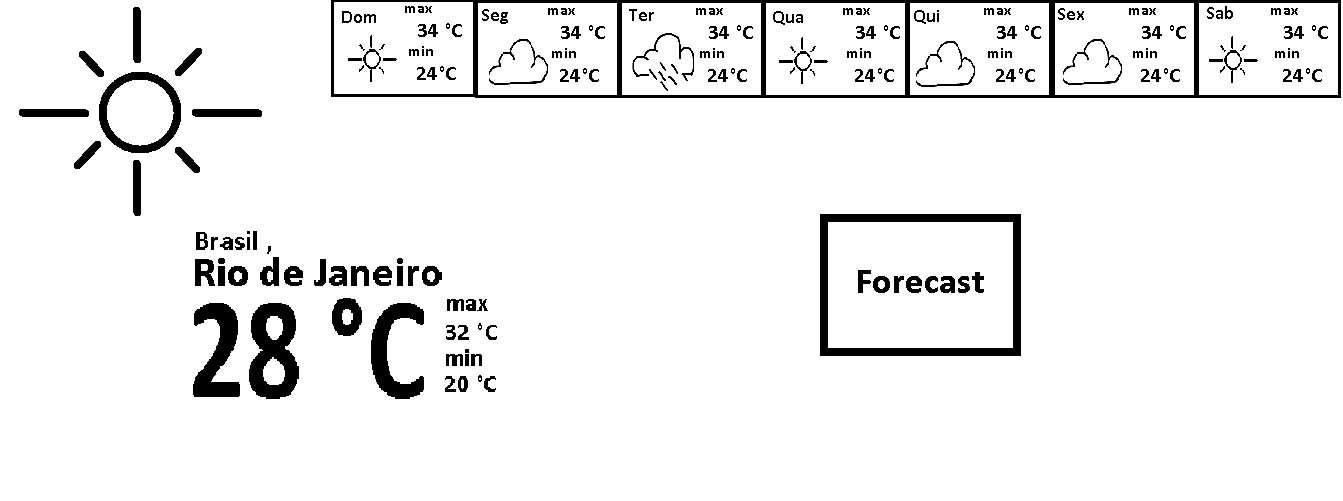 Dom
max
34 °C
min
24°C
Seg
max
34 °C
min
24°C
Ter
max
34 °C
min
24°C
Qua
max
34 °C
min
24°C
Qui
max
34 °C
min
24°C
Sex
max
34 °C
min
24°C
Sab
max
34 °C
min
24°C
Brasil ,
Rio de Janeiro
28 °C
max
32 °C
min
20 °C
Forecast